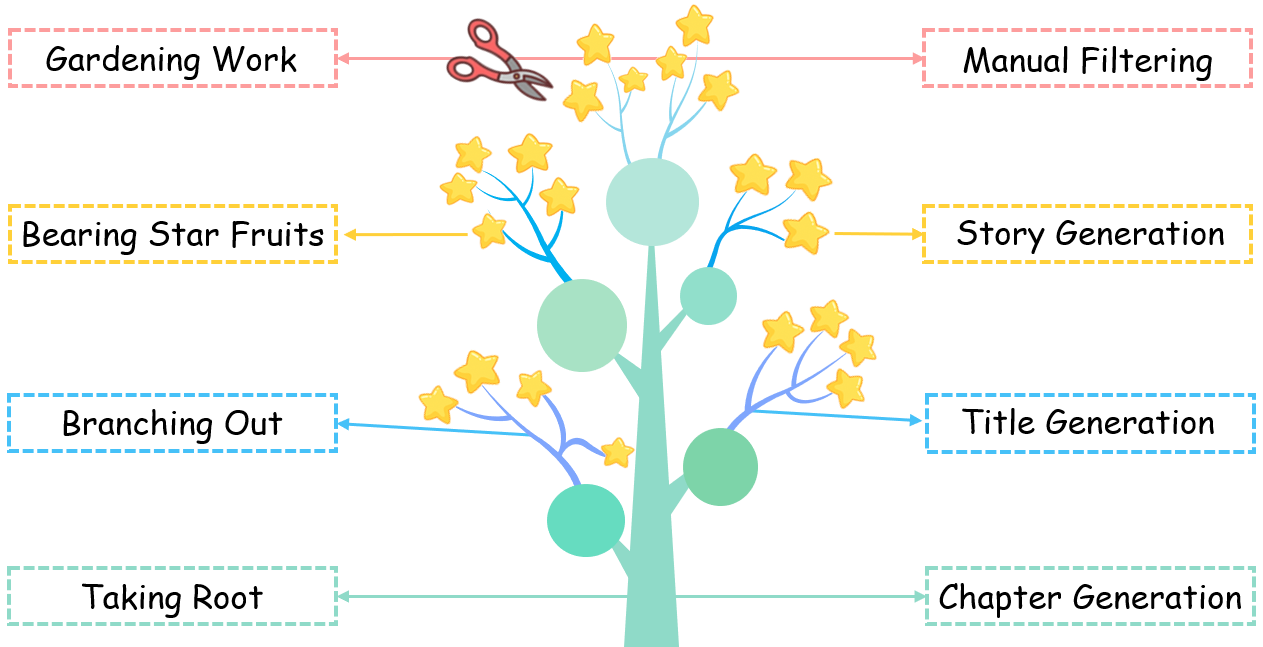 Gardening Work
Manual Filtering
Bearing Star Fruits
Story Generation
Branching Out
Title Generation
Taking Root
Chapter Generation